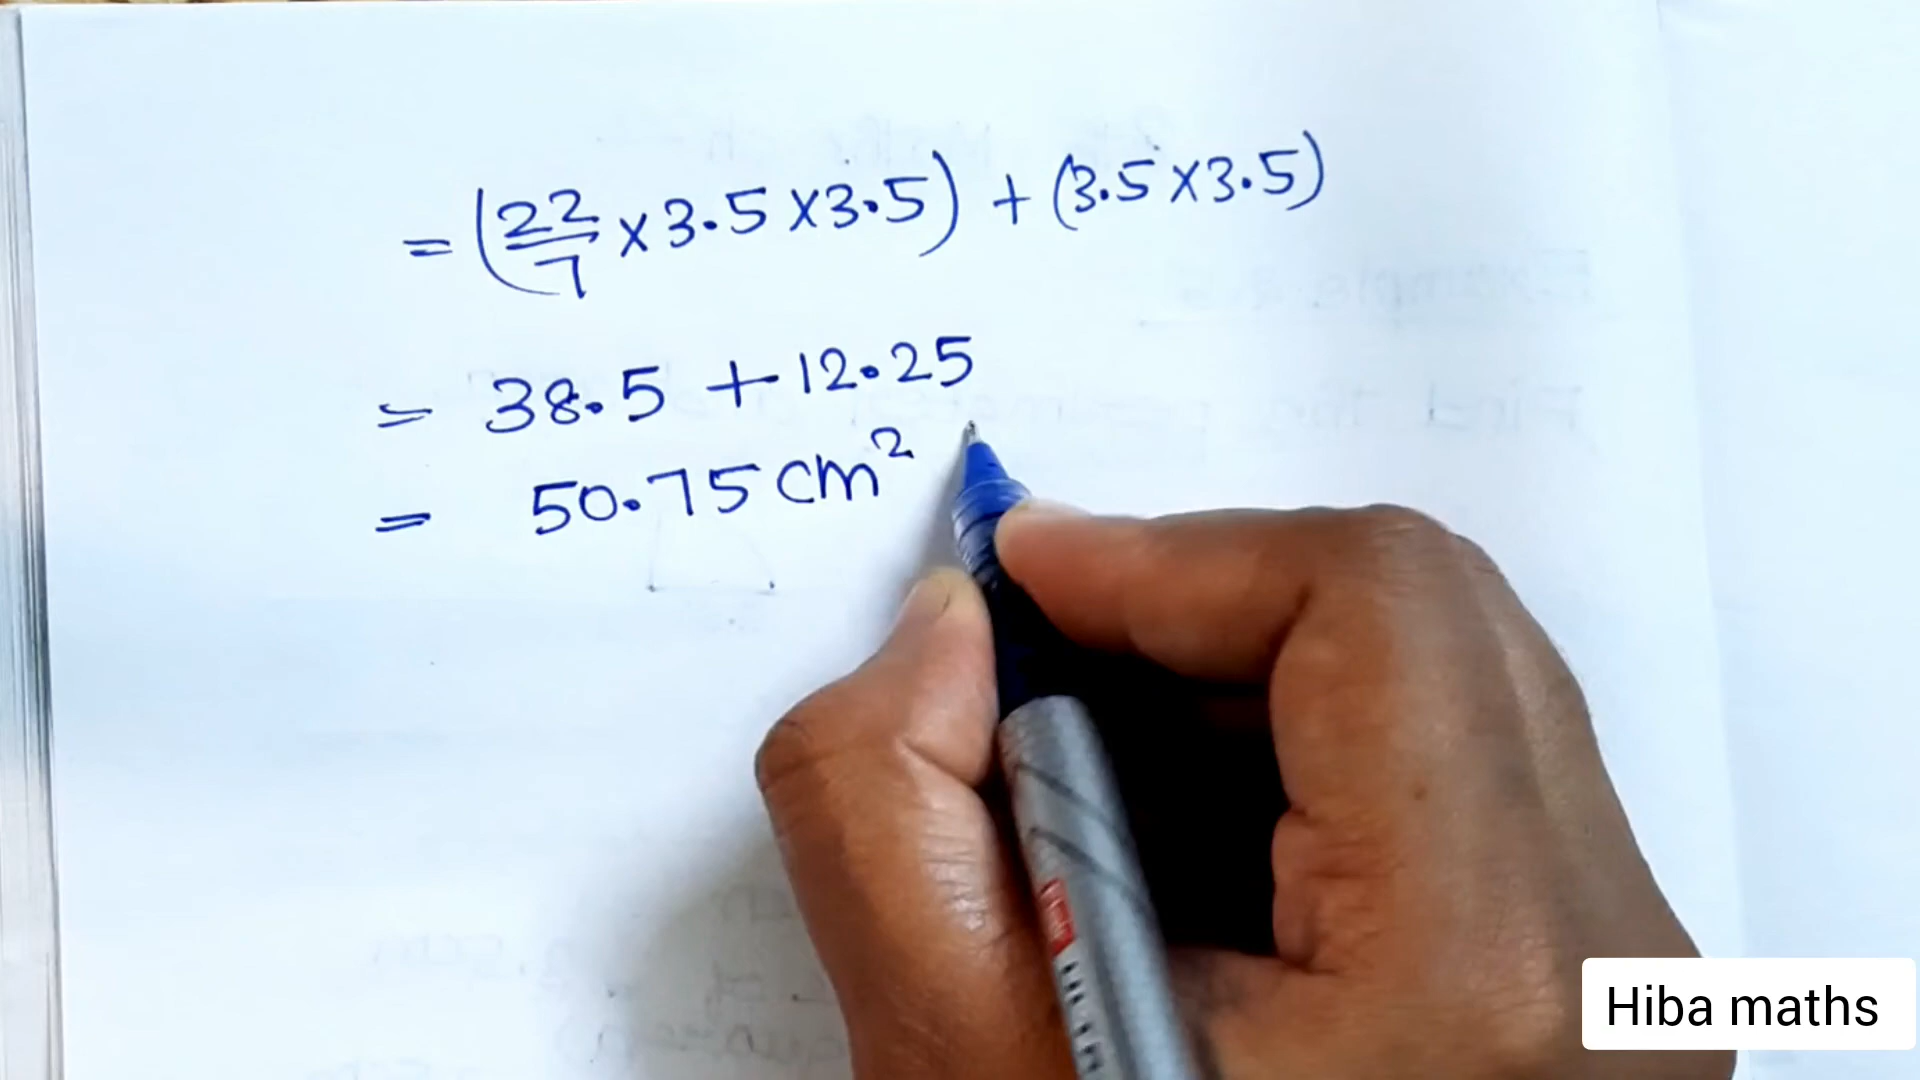 = (22/7 × 3.5 × 3.5) + (3.5 × 3.5)
= 38.5 + 12.25
= 50.75 cm²
Hiba maths